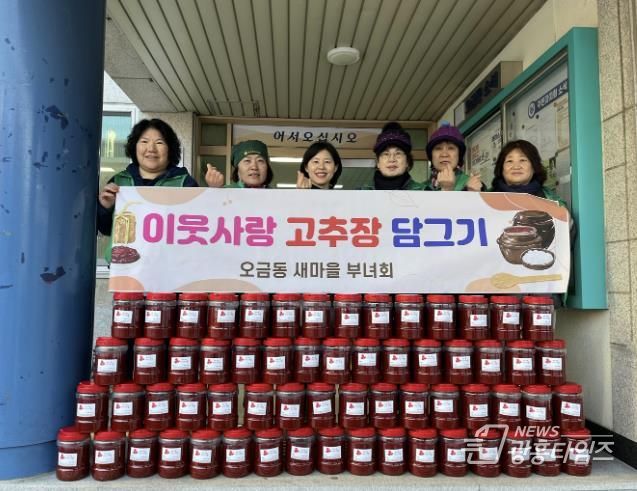 어서오십시오
이웃사랑 고추장 담그기
오금동 새마을 부녀회
NEWS
광흥타임즈